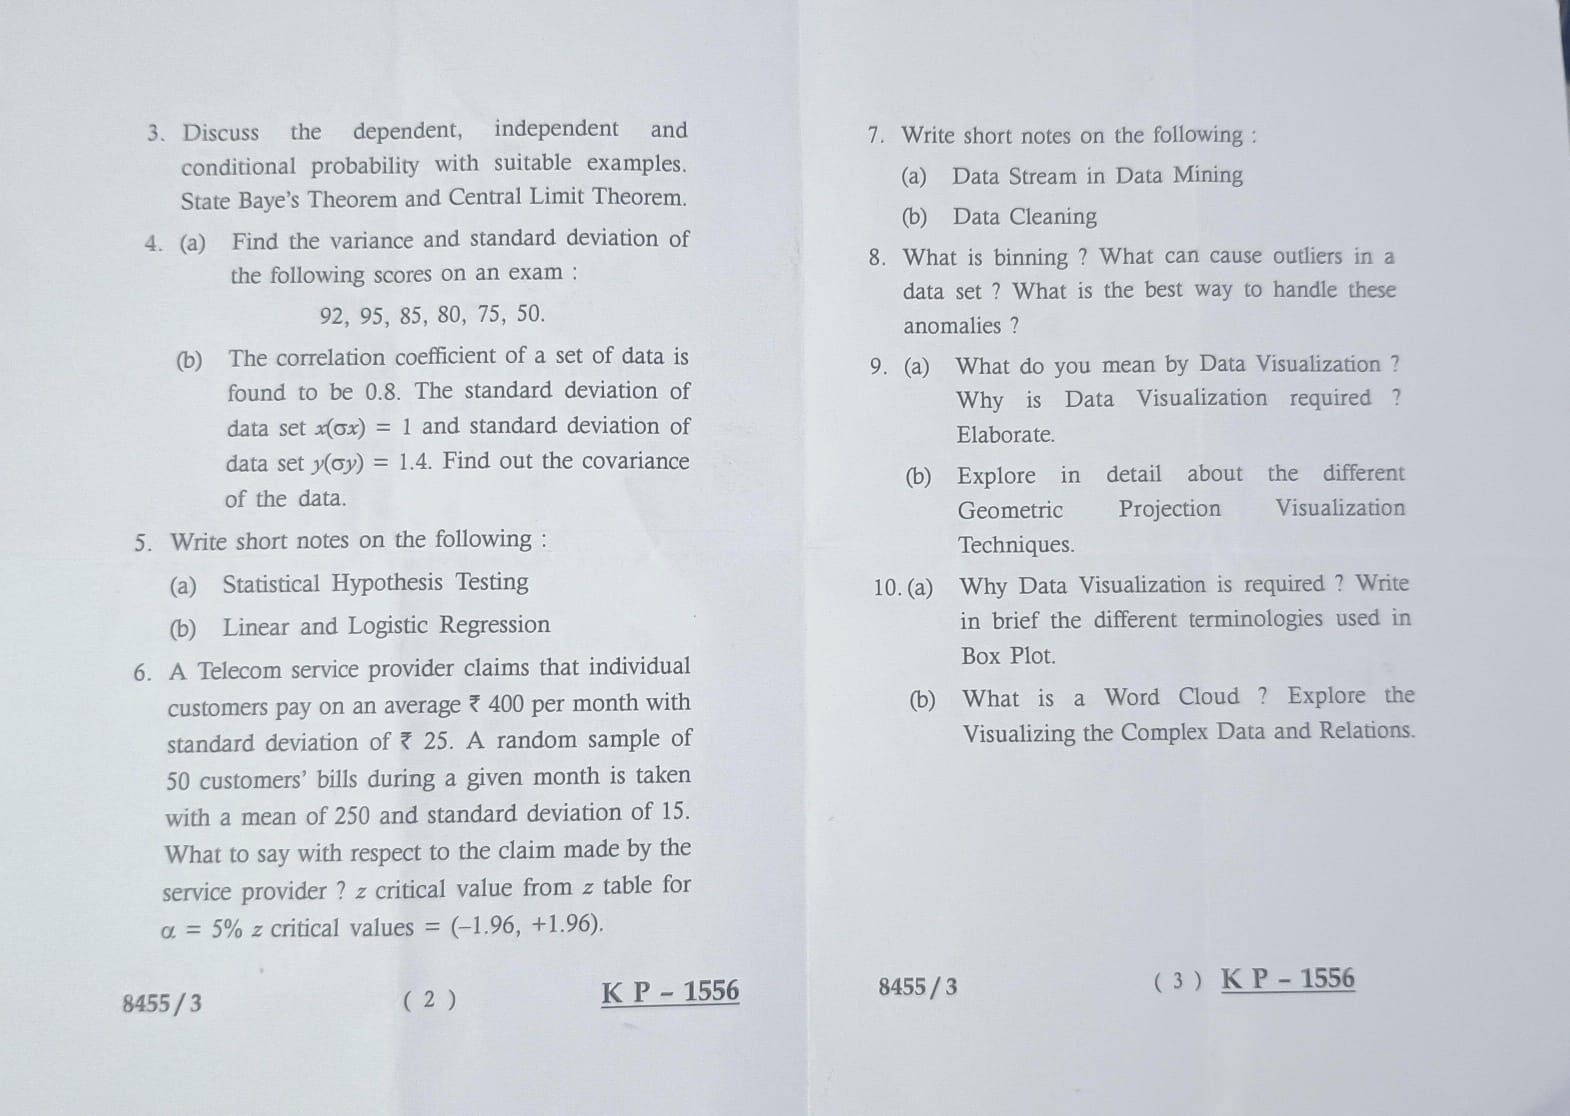 3. Discuss the dependent, independent and
conditional probability with suitable examples.
State Baye's Theorem and Central Limit Theorem.
4. (a) Find the variance and standard deviation of
the following scores on an exam :
92, 95, 85, 80, 75, 50.
(b) The correlation coefficient of a set of data is
found to be 0.8. The standard deviation of
data set x(σx) = 1 and standard deviation of
data set y(σy) = 1.4. Find out the covariance
of the data.
5. Write short notes on the following :
(a) Statistical Hypothesis Testing
(b) Linear and Logistic Regression
6. A Telecom service provider claims that individual
customers pay on an average ₹ 400 per month with
standard deviation of ₹ 25. A random sample of
50 customers' bills during a given month is taken
with a mean of 250 and standard deviation of 15.
What to say with respect to the claim made by the
service provider ? z critical value from z table for
α = 5% z critical values = (–1.96, +1.96).
8455/3 ( 2 ) K P – 1556
7. Write short notes on the following :
(a) Data Stream in Data Mining
(b) Data Cleaning
8. What is binning ? What can cause outliers in a
data set ? What is the best way to handle these
anomalies ?
9. (a) What do you mean by Data Visualization ?
Why is Data Visualization required ?
Elaborate.
(b) Explore in detail about the different
Geometric Projection Visualization
Techniques.
10. (a) Why Data Visualization is required ? Write
in brief the different terminologies used in
Box Plot.
(b) What is a Word Cloud ? Explore the
Visualizing the Complex Data and Relations.
8455/3 ( 3 ) K P – 1556